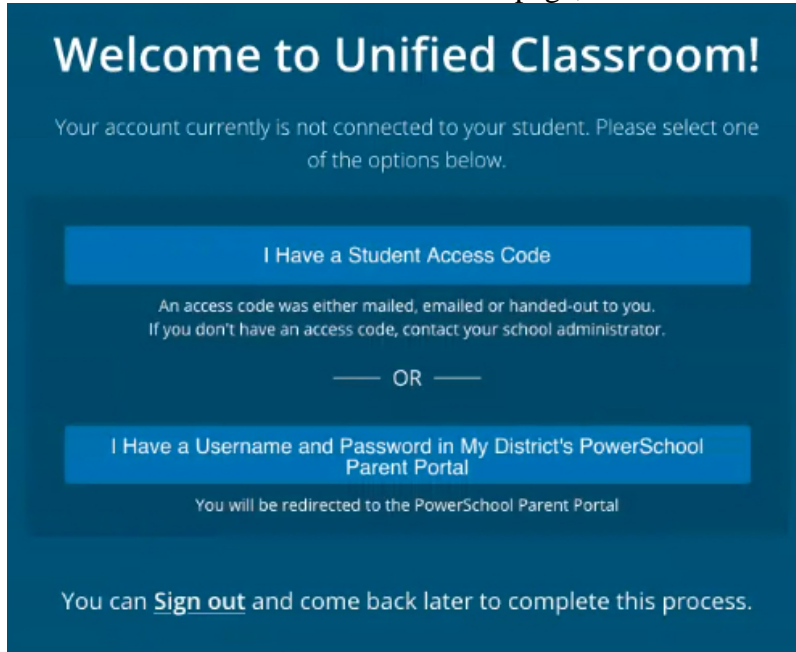 Welcome to Unified Classroom!
Your account currently is not connected to your student. Please select one
of the options below.
I Have a Student Access Code
An access code was either mailed, emailed or handed-out to you.
If you don't have an access code, contact your school administrator.
OR
I Have a Username and Password in My District's PowerSchool
Parent Portal
You will be redirected to the PowerSchool Parent Portal
You can Sign out and come back later to complete this process.